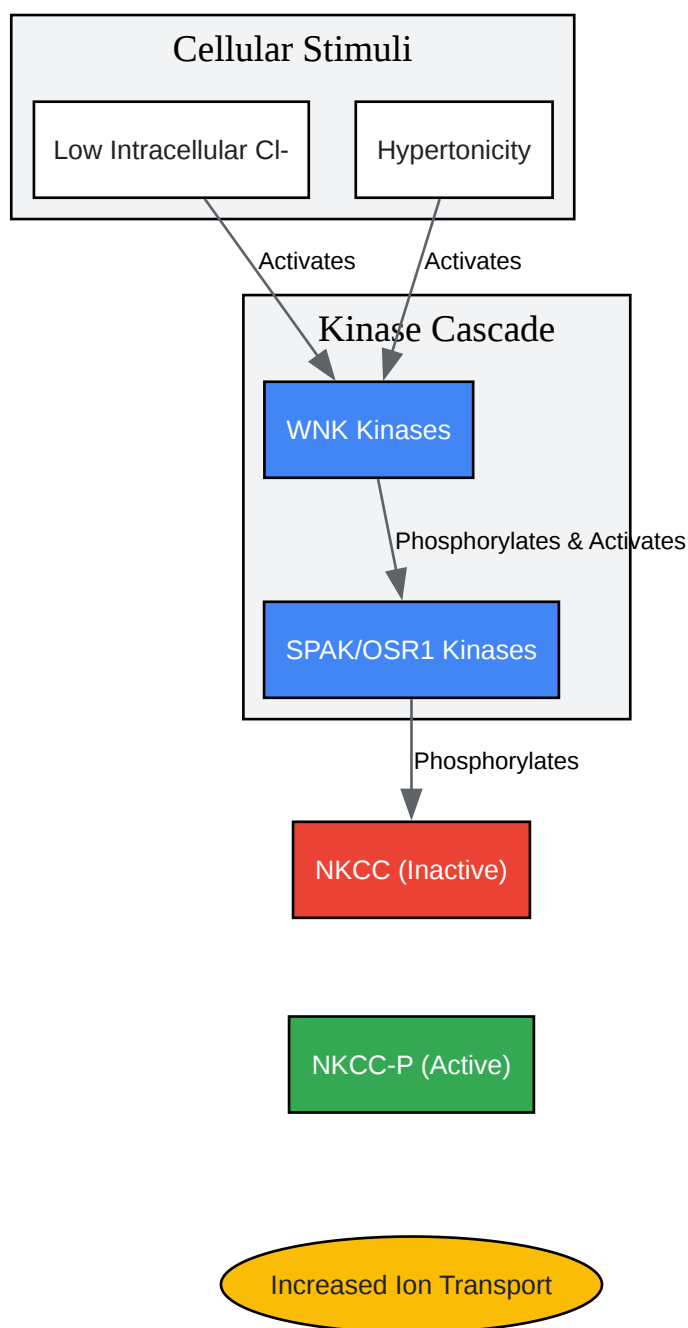 Cellular Stimuli
Low Intracellular Cl-
Hypertonicity
Activates
Activates
Kinase Cascade
WNK Kinases
Phosphorylates & Activates
SPAK/OSR1 Kinases
Phosphorylates
NKCC (Inactive)
NKCC-P (Active)
Increased Ion Transport